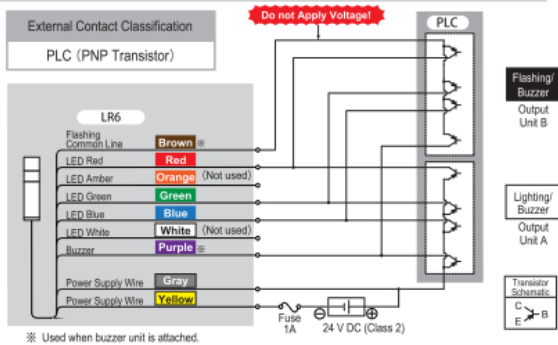 External Contact Classification
PLC (PNP Transistor)
Do not Apply Voltage!
PLC
LR6
Flashing
Common Line
Brown ※
LED Red
Red
LED Amber
Orange (Not used)
LED Green
Green
LED Blue
Blue
LED White
White (Not used)
Buzzer
Purple ※
Power Supply Wire
Gray
Power Supply Wire
Yellow
Fuse
1A
24 V DC (Class 2)
※ Used when buzzer unit is attached.
Flashing/
Buzzer
Output
Unit B
Lighting/
Buzzer
Output
Unit A
Transistor
Schematic
C
B
E